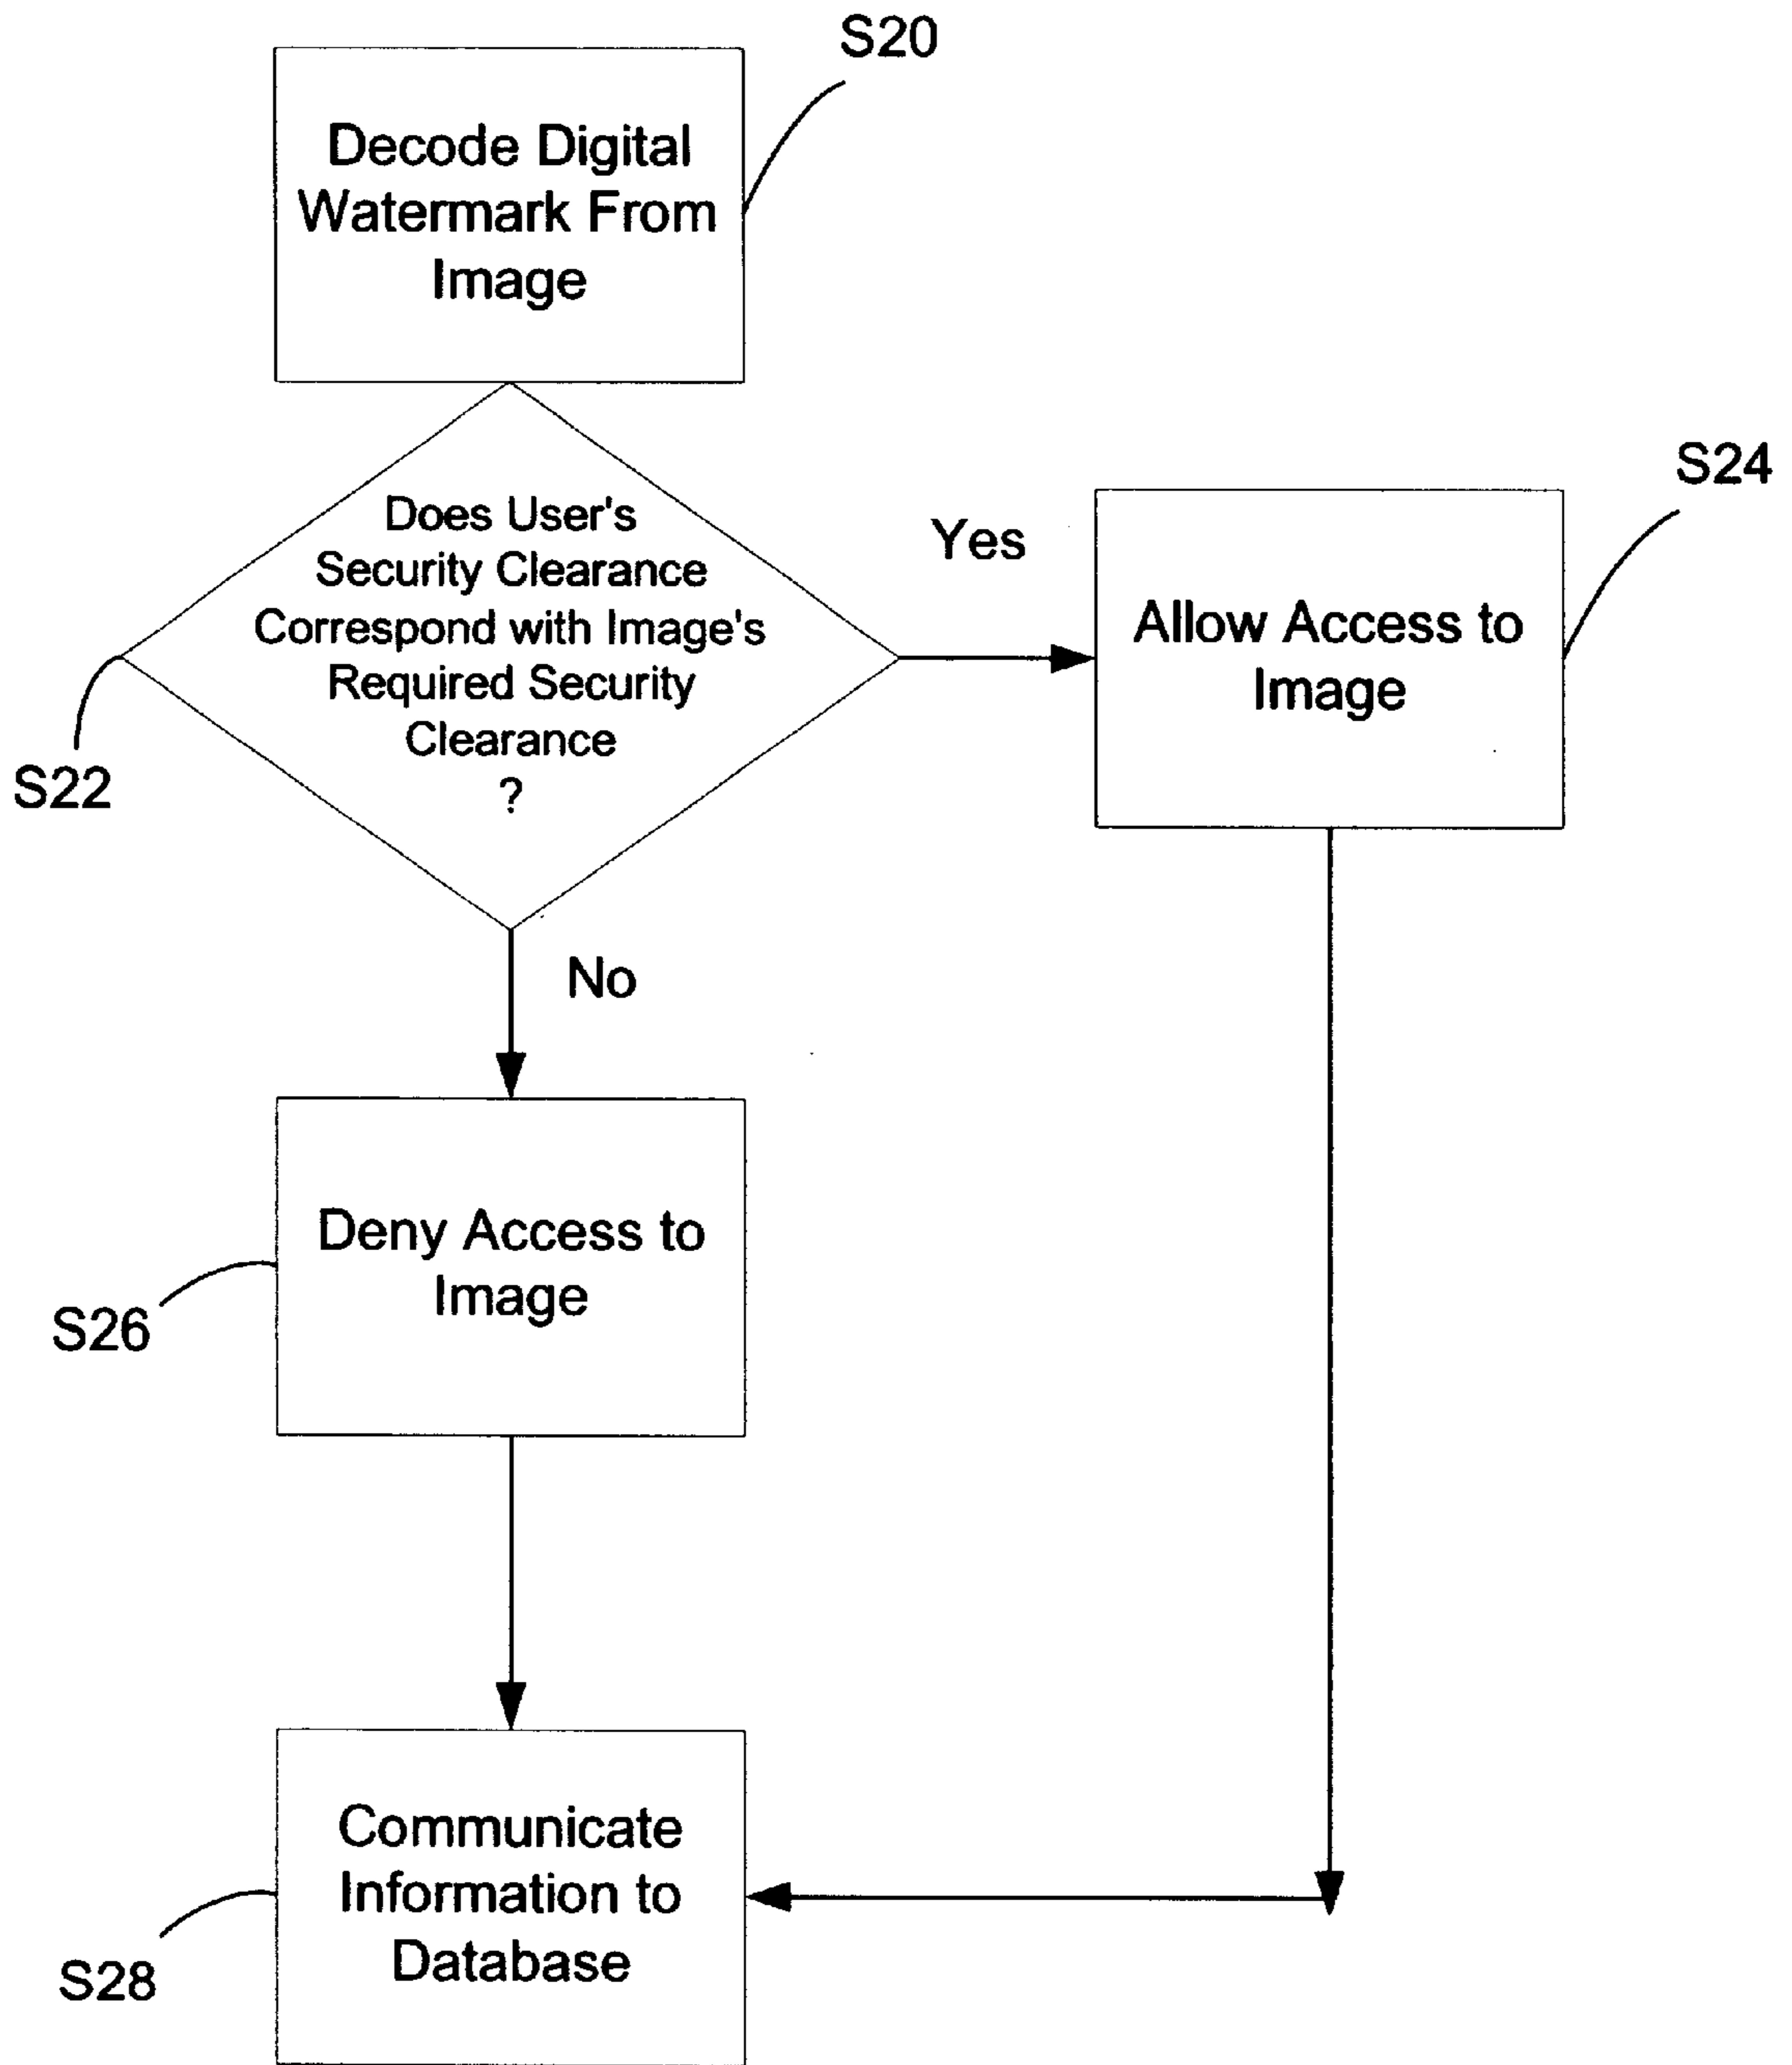 S20
Decode Digital
Watermark From
Image
S24
Does User's
Security Clearance
Correspond with Image's
Required Security
Clearance
?
Yes
Allow Access to
Image
S22
No
Deny Access to
Image
S26
Communicate
Information to
Database
S28